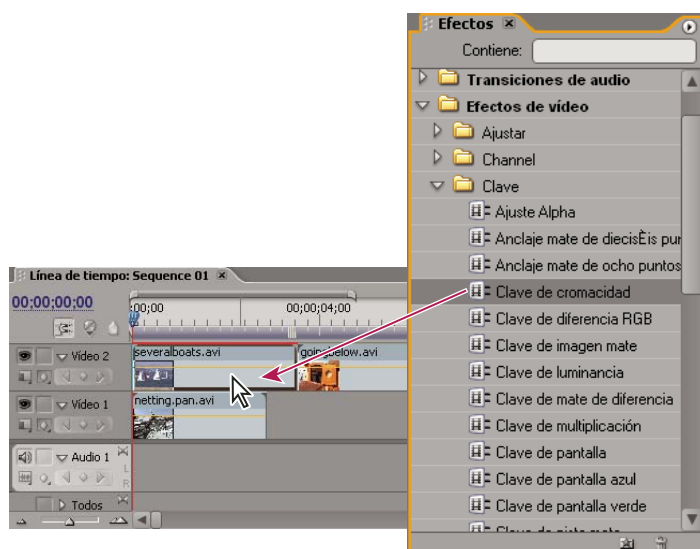 Efectos
Contiene:
Transiciones de audio
Efectos de vídeo
Ajustar
Channel
Clave
Ajuste Alpha
Anclaje mate de diecisÈis pun
Anclaje mate de ocho puntos
Clave de cromacidad
Clave de diferencia RGB
Clave de imagen mate
Clave de luminancia
Clave de mate de diferencia
Clave de multiplicación
Clave de pantalla
Clave de pantalla azul
Clave de pantalla verde
Línea de tiempo: Sequence 01
00;00;00;00
;00;00
00;00;04;00
Vídeo 2
severalboats.avi
goingbelow.avi
Vídeo 1
netting.pan.avi
Audio 1
L
R
Todos